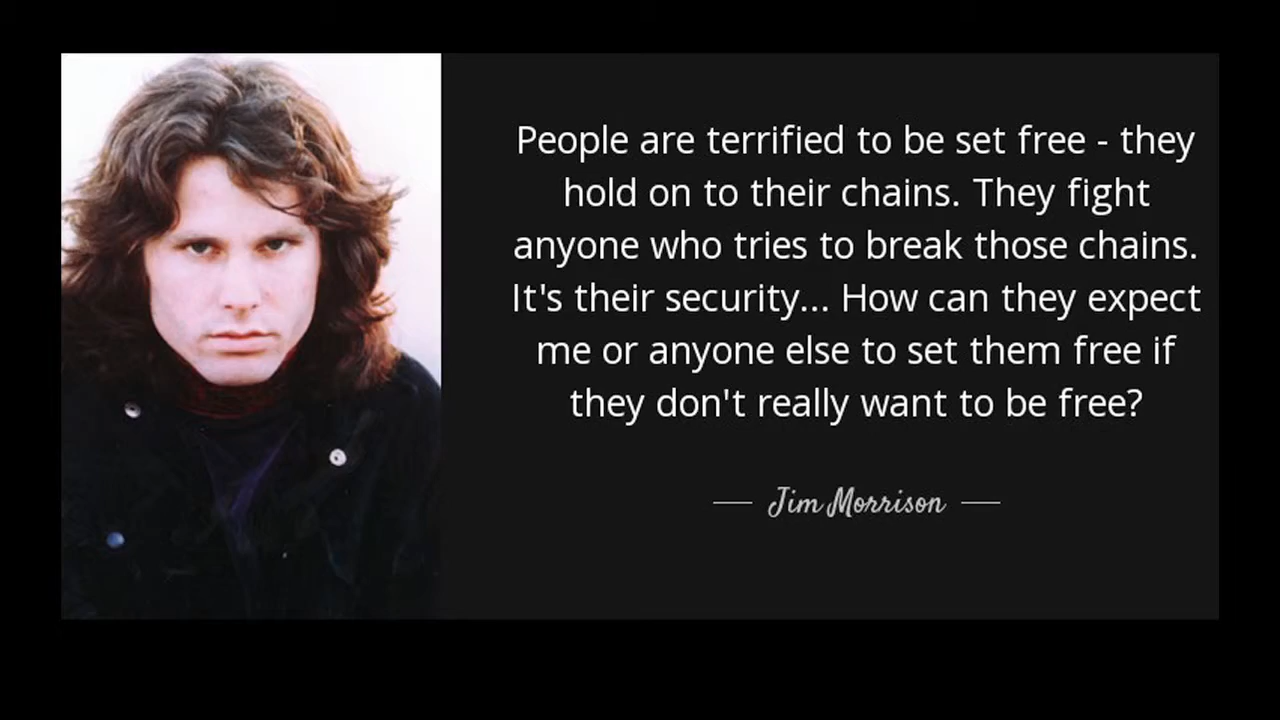 People are terrified to be set free - they
hold on to their chains. They fight
anyone who tries to break those chains.
It's their security... How can they expect
me or anyone else to set them free if
they don't really want to be free?
Jim Morrison